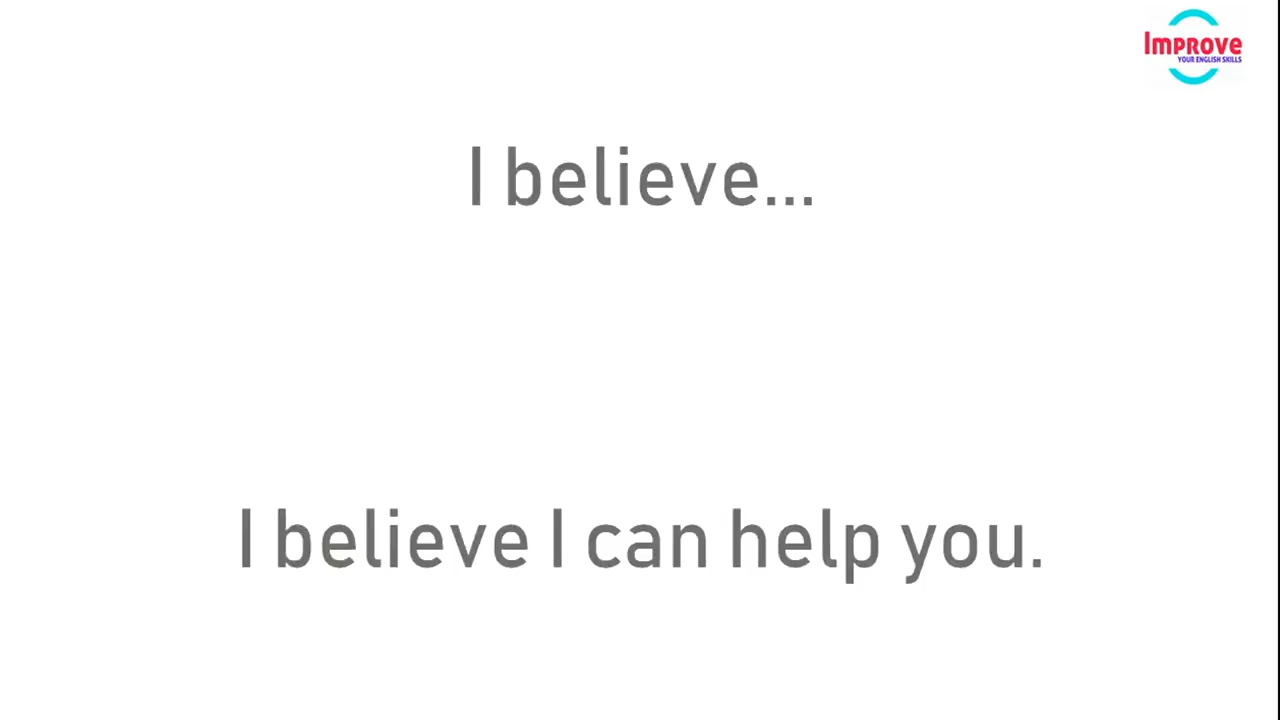 Improve
YOUR ENGLISH SKILLS
I believe...
I believe I can help you.